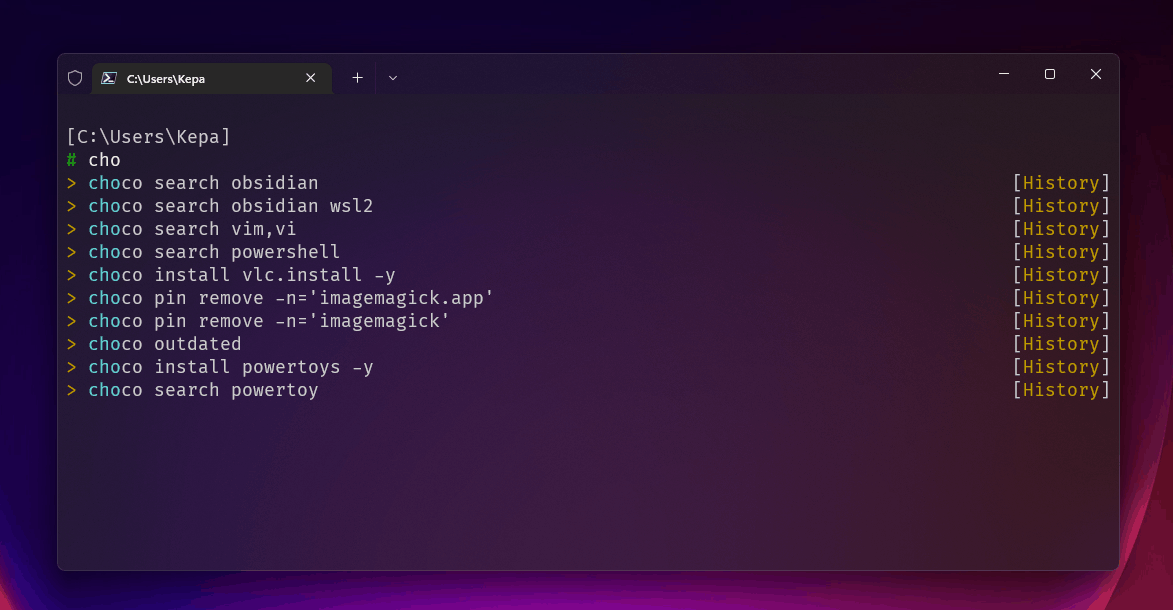 C:\Users\Kepa
[C:\Users\Kepa]
# cho
> choco search obsidian [History]
> choco search obsidian wsl2 [History]
> choco search vim,vi [History]
> choco search powershell [History]
> choco install vlc.install -y [History]
> choco pin remove -n='imagemagick.app' [History]
> choco pin remove -n='imagemagick' [History]
> choco outdated [History]
> choco install powertoys -y [History]
> choco search powertoy [History]